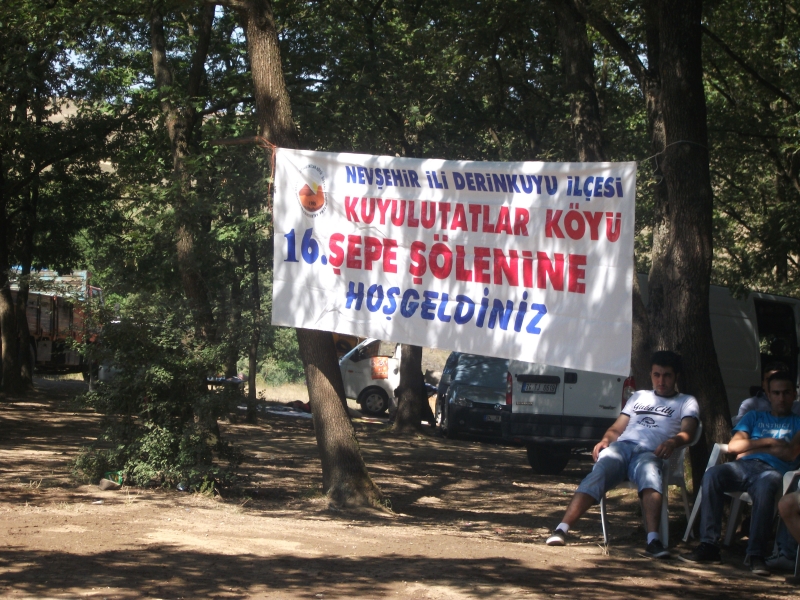 NEVŞEHİR İLİ DERİNKUYU İLÇESİ
KUYULUTATLAR KÖYÜ
16. ŞEPE ŞÖLENİNE
HOŞGELDİNİZ